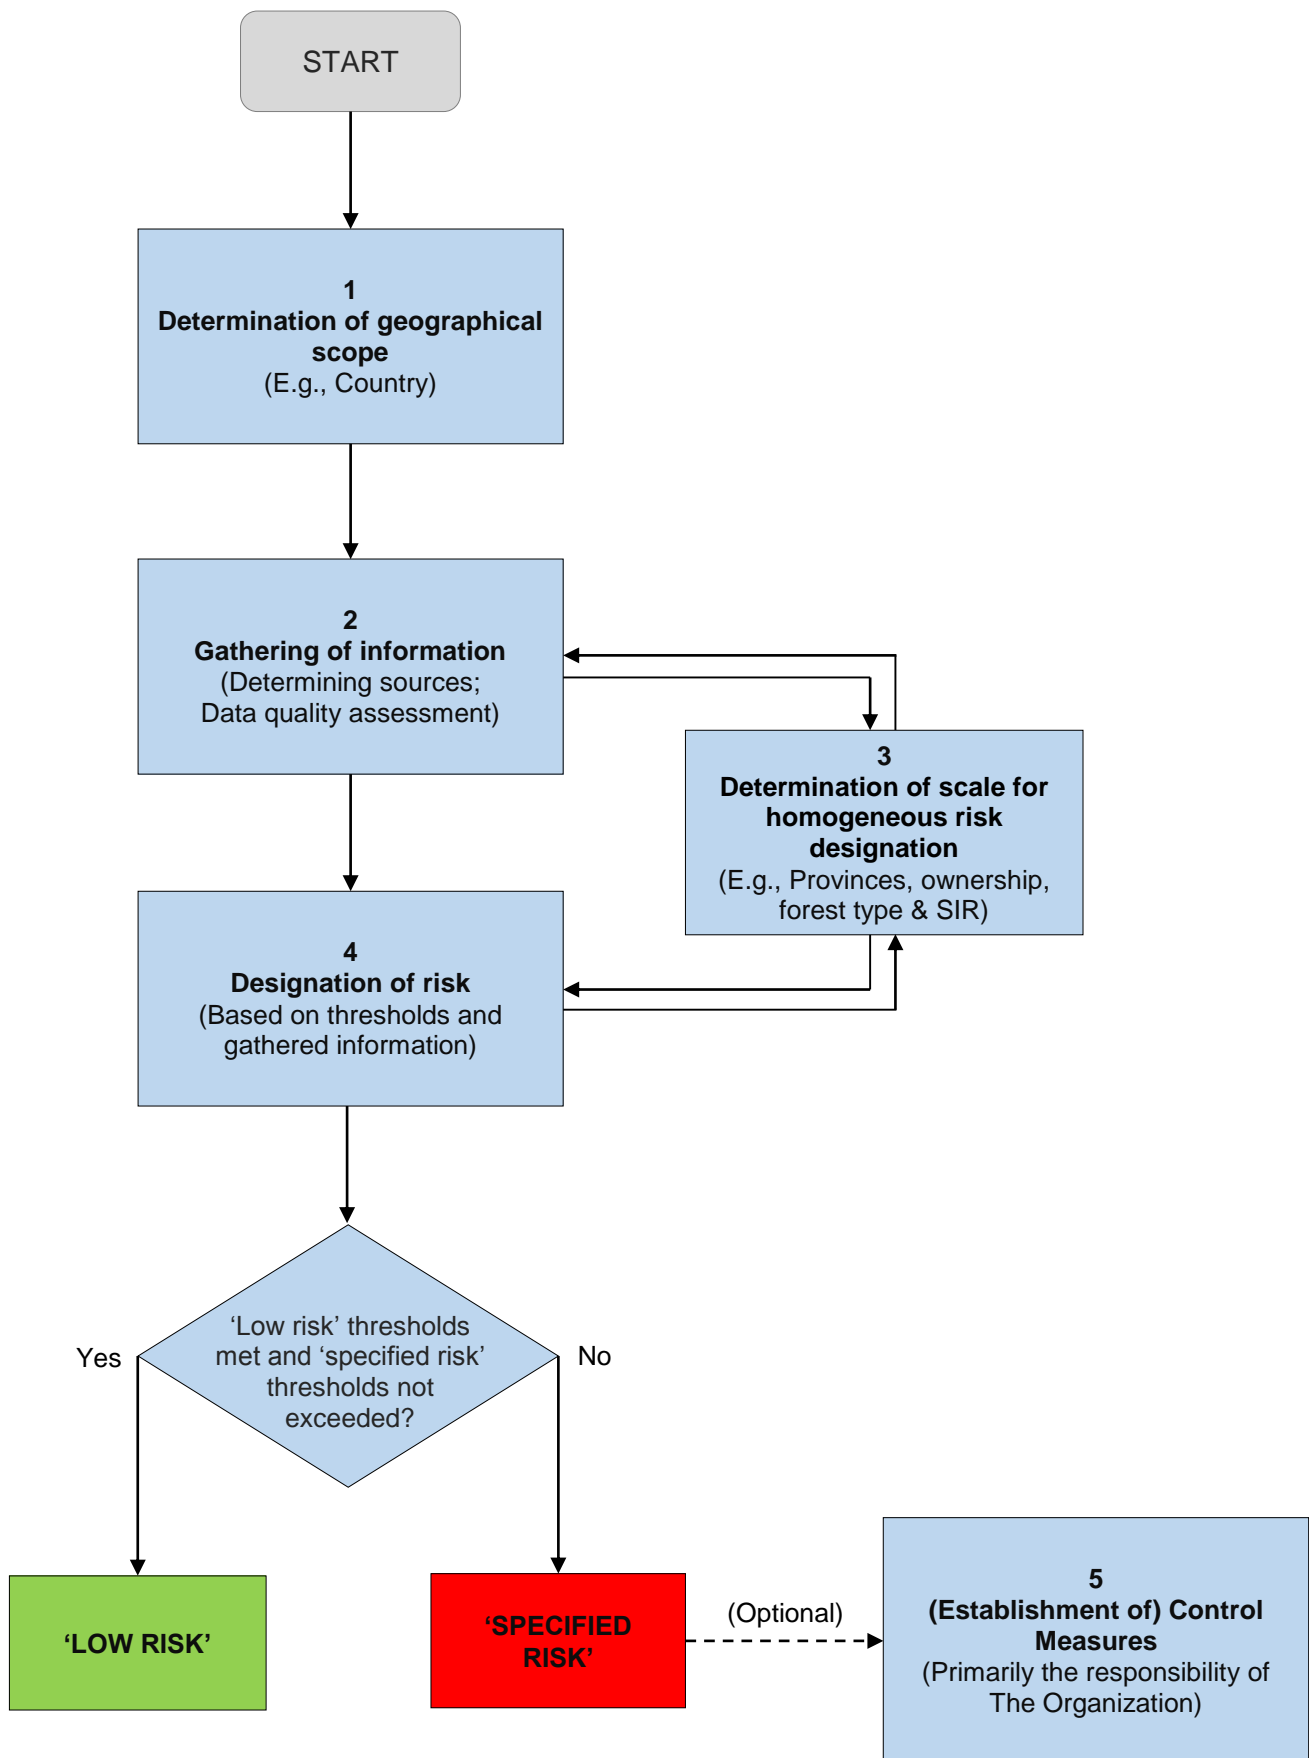 START
1
Determination of geographical
scope
(E.g., Country)
2
Gathering of information
(Determining sources;
Data quality assessment)
3
Determination of scale for
homogeneous risk
designation
(E.g., Provinces, ownership,
forest type & SIR)
4
Designation of risk
(Based on thresholds and
gathered information)
‘Low risk’ thresholds
met and ‘specified risk’
thresholds not
exceeded?
Yes
No
‘LOW RISK’
‘SPECIFIED
RISK’
(Optional)
5
(Establishment of) Control
Measures
(Primarily the responsibility of
The Organization)